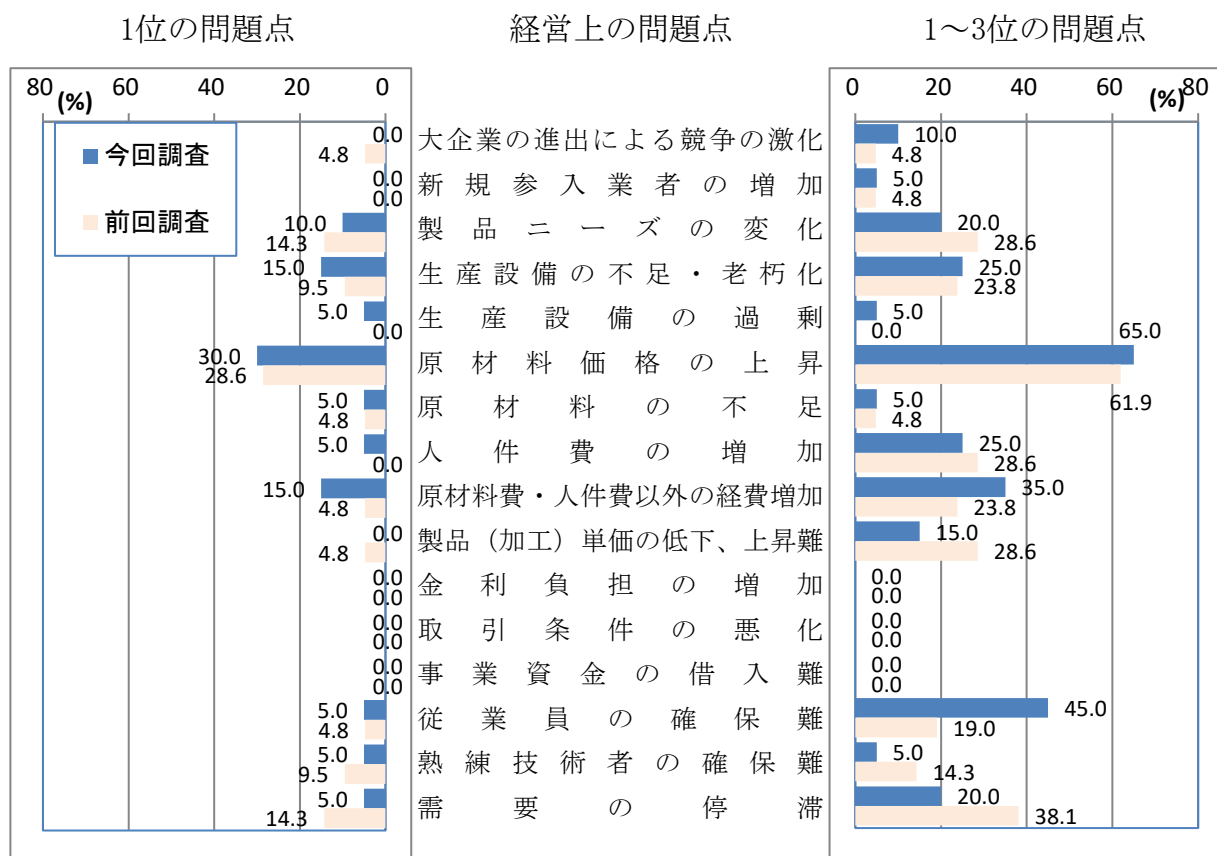 1位の問題点 経営上の問題点 1～3位の問題点
80 60 40 20 0 0 20 40 60 80
(%) (%)
今回調査
前回調査
0.0 大企業の進出による競争の激化 10.0
4.8 4.8
0.0 新規参入業者の増加 5.0
0.0 4.8
10.0 製品ニーズの変化 20.0
14.3 28.6
15.0 生産設備の不足・老朽化 25.0
9.5 23.8
5.0 生産設備の過剰 5.0
0.0 0.0
30.0 原材料価格の上昇 65.0
28.6 61.9
5.0 原材料の不足 5.0
4.8 4.8
5.0 人件費の増加 25.0
0.0 28.6
15.0 原材料費・人件費以外の経費増加 35.0
4.8 23.8
0.0 製品（加工）単価の低下、上昇難 15.0
4.8 28.6
0.0 金利負担の増加 0.0
0.0 0.0
0.0 取引条件の悪化 0.0
0.0 0.0
0.0 事業資金の借入難 0.0
0.0 0.0
5.0 従業員の確保難 45.0
4.8 19.0
5.0 熟練技術者の確保難 5.0
9.5 14.3
5.0 需要の停滞 20.0
14.3 38.1